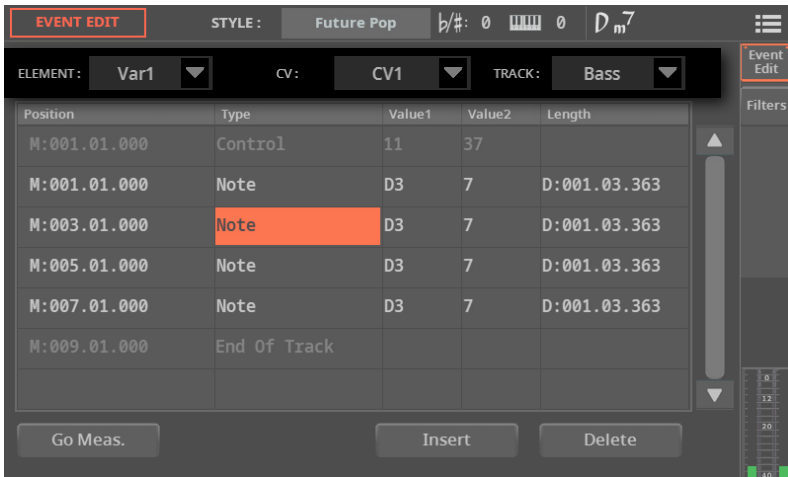 EVENT EDIT STYLE : Future Pop ♭/♯: 0 0 Dm7
Event Edit
ELEMENT : Var1 CV : CV1 TRACK : Bass
Filters
Position Type Value1 Value2 Length
M:001.01.000 Control 11 37
M:001.01.000 Note D3 7 D:001.03.363
M:003.01.000 Note D3 7 D:001.03.363
M:005.01.000 Note D3 7 D:001.03.363
M:007.01.000 Note D3 7 D:001.03.363
M:009.01.000 End Of Track
0
12
20
40
Go Meas. Insert Delete